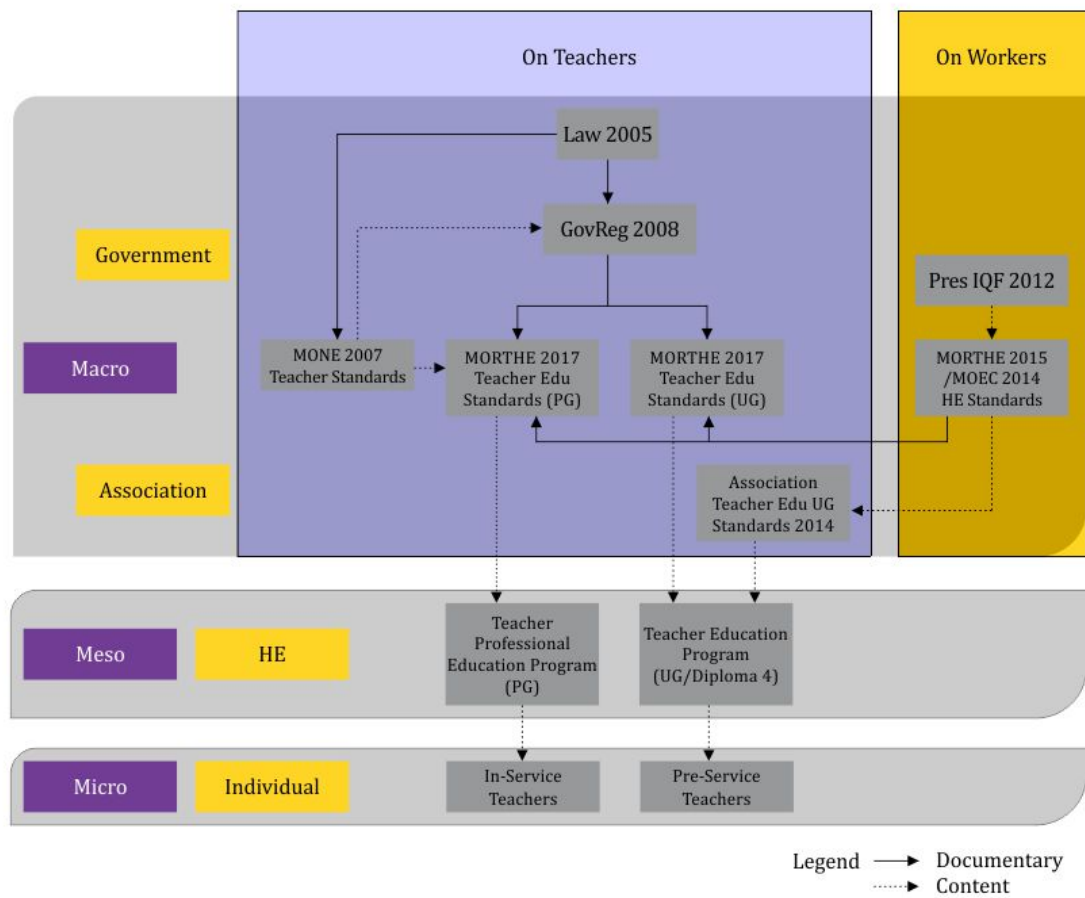 On Teachers
On Workers
Law 2005
GovReg 2008
Government
Pres IQF 2012
Macro
MONE 2007
Teacher Standards
MORTHE 2017
Teacher Edu
Standards (PG)
MORTHE 2017
Teacher Edu
Standards (UG)
MORTHE 2015
/MOEC 2014
HE Standards
Association
Association
Teacher Edu UG
Standards 2014
Meso
HE
Teacher
Professional
Education Program
(PG)
Teacher Education
Program
(UG/Diploma 4)
Micro
Individual
In-Service
Teachers
Pre-Service
Teachers
Legend
Documentary
Content